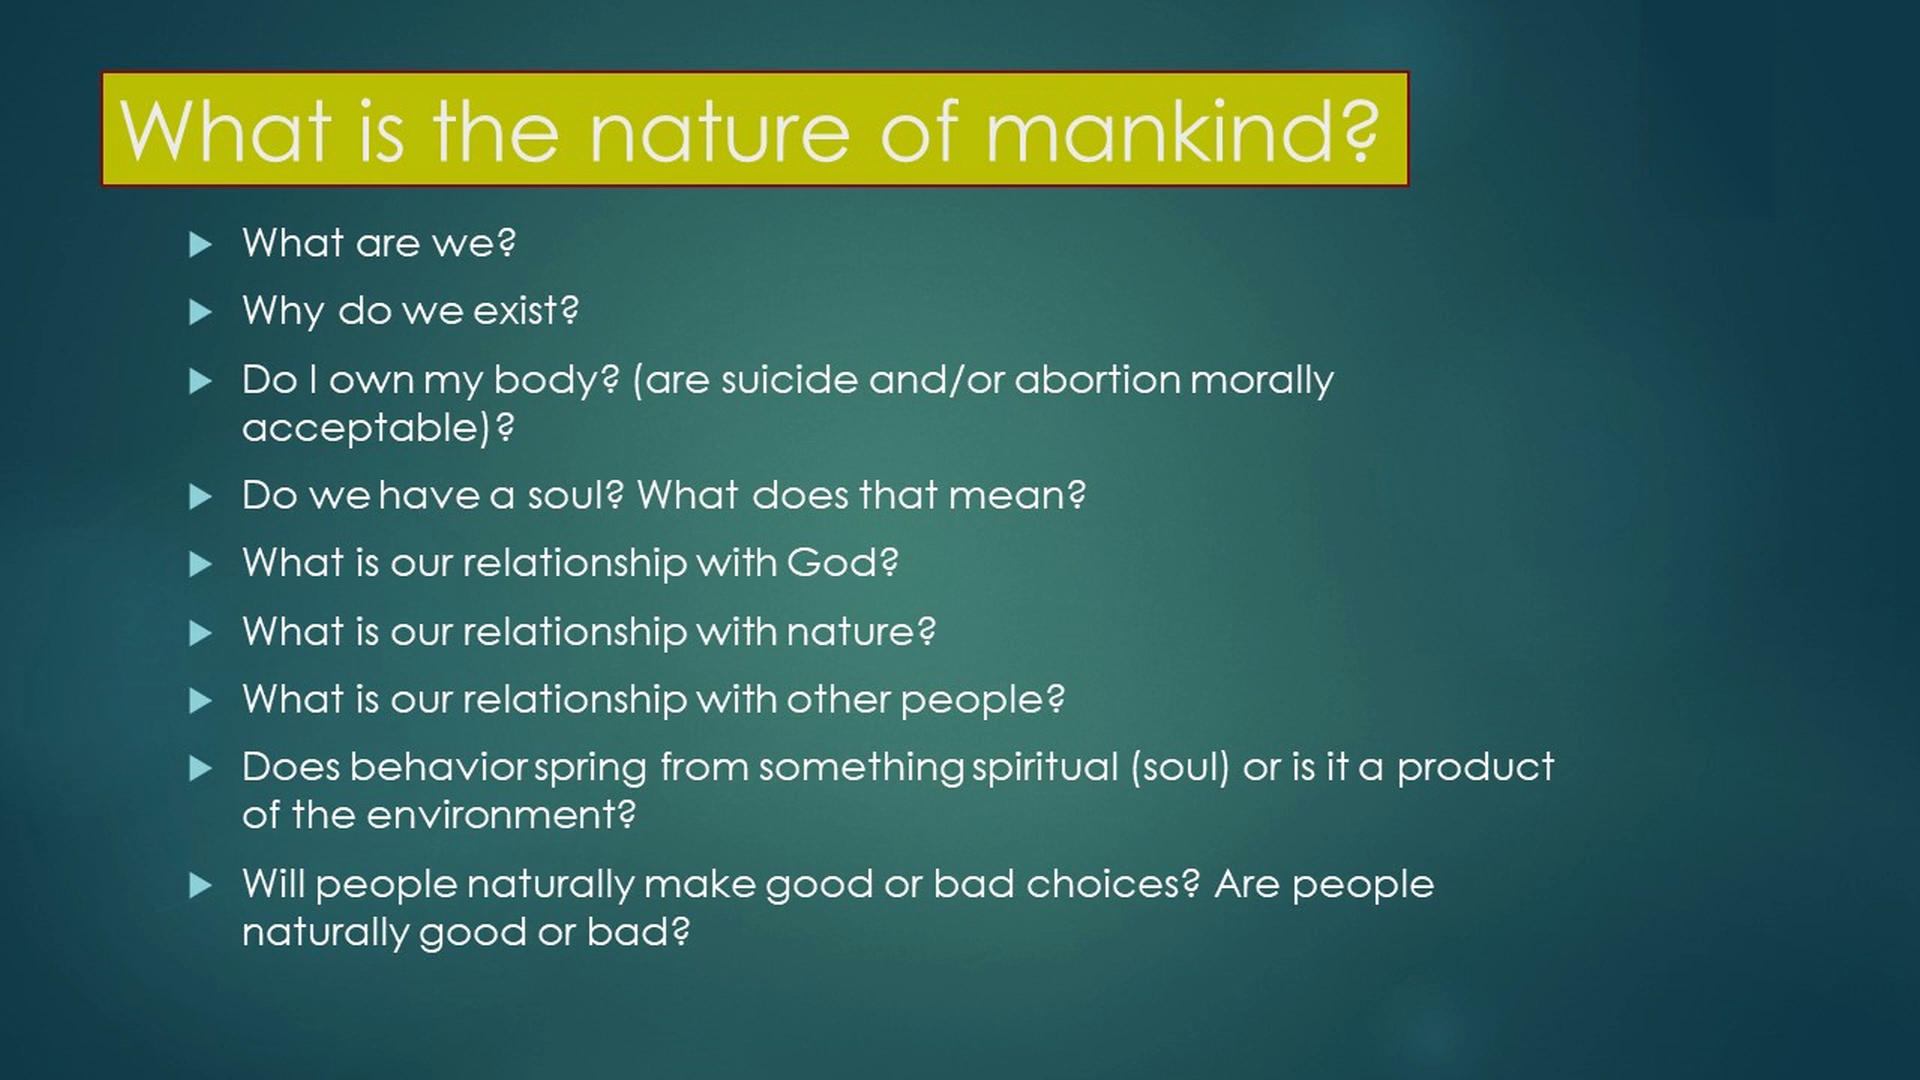 What is the nature of mankind?
What are we?
Why do we exist?
Do I own my body? (are suicide and/or abortion morally
acceptable)?
Do we have a soul? What does that mean?
What is our relationship with God?
What is our relationship with nature?
What is our relationship with other people?
Does behavior spring from something spiritual (soul) or is it a product
of the environment?
Will people naturally make good or bad choices? Are people
naturally good or bad?